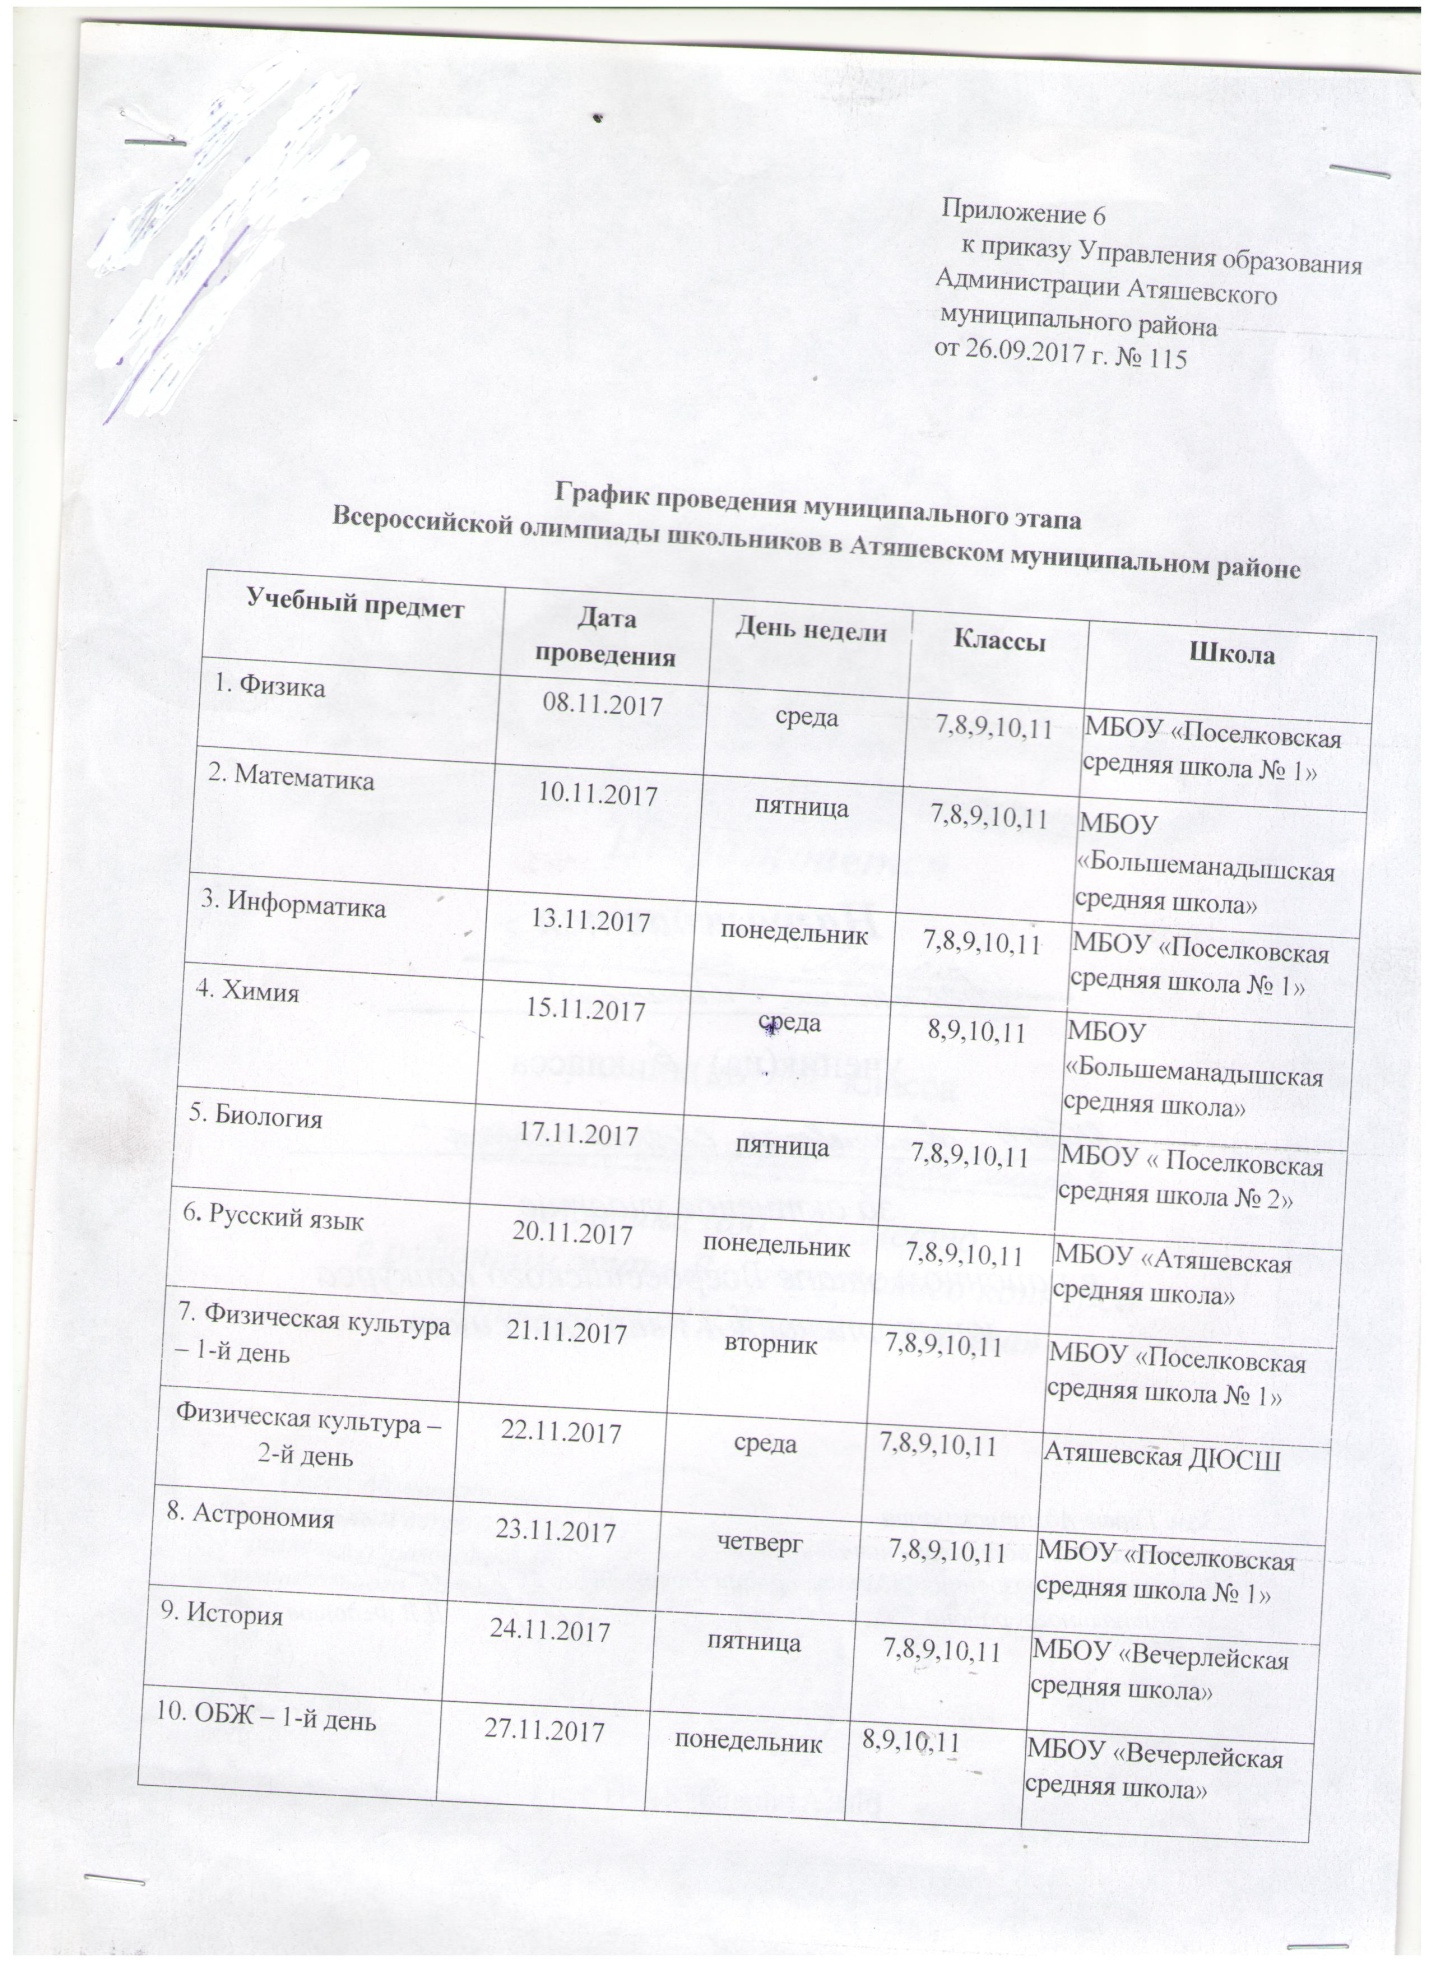 Приложение 6
к приказу Управления образования
Администрации Атяшевского
муниципального района
от 26.09.2017 г. № 115
График проведения муниципального этапа
Всероссийской олимпиады школьников в Атяшевском муниципальном районе
Учебный предмет
Дата
проведения
День недели
Классы
Школа
1. Физика
08.11.2017
среда
7,8,9,10,11
МБОУ «Поселковская
средняя школа № 1»
2. Математика
10.11.2017
пятница
7,8,9,10,11
МБОУ
«Большеманадышская
средняя школа»
3. Информатика
13.11.2017
понедельник
7,8,9,10,11
МБОУ «Поселковская
средняя школа № 1»
4. Химия
15.11.2017
среда
8,9,10,11
МБОУ
«Большеманадышская
средняя школа»
5. Биология
17.11.2017
пятница
7,8,9,10,11
МБОУ « Поселковская
средняя школа № 2»
6. Русский язык
20.11.2017
понедельник
7,8,9,10,11
МБОУ «Атяшевская
средняя школа»
7. Физическая культура
– 1-й день
21.11.2017
вторник
7,8,9,10,11
МБОУ «Поселковская
средняя школа № 1»
Физическая культура –
2-й день
22.11.2017
среда
7,8,9,10,11
Атяшевская ДЮСШ
8. Астрономия
23.11.2017
четверг
7,8,9,10,11
МБОУ «Поселковская
средняя школа № 1»
9. История
24.11.2017
пятница
7,8,9,10,11
МБОУ «Вечерлейская
средняя школа»
10. ОБЖ – 1-й день
27.11.2017
понедельник
8,9,10,11
МБОУ «Вечерлейская
средняя школа»